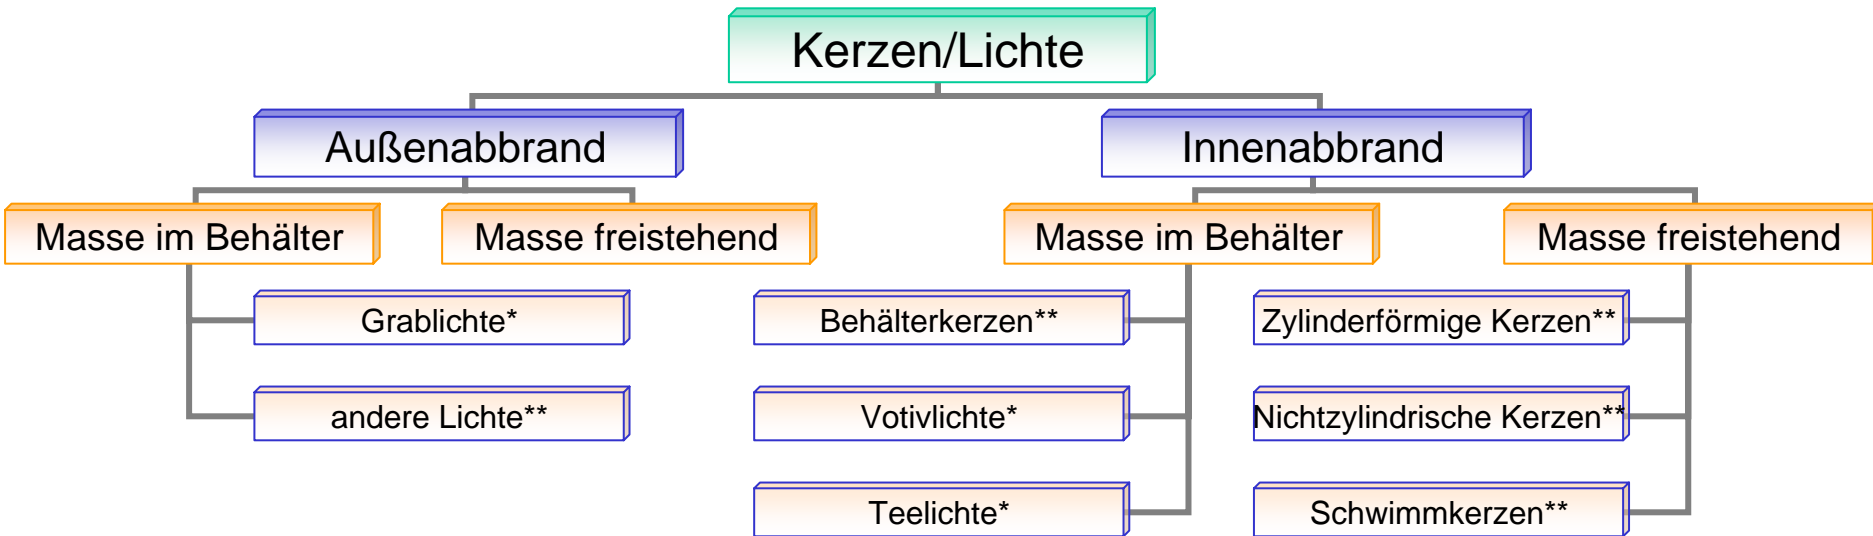 Kerzen/Lichte
Außenabbrand
Innenabbrand
Masse im Behälter
Masse freistehend
Masse im Behälter
Masse freistehend
Grablichte*
Behälterkerzen**
Zylinderförmige Kerzen**
andere Lichte**
Votivlichte*
Nichtzylindrische Kerzen**
Teelichte*
Schwimmkerzen**